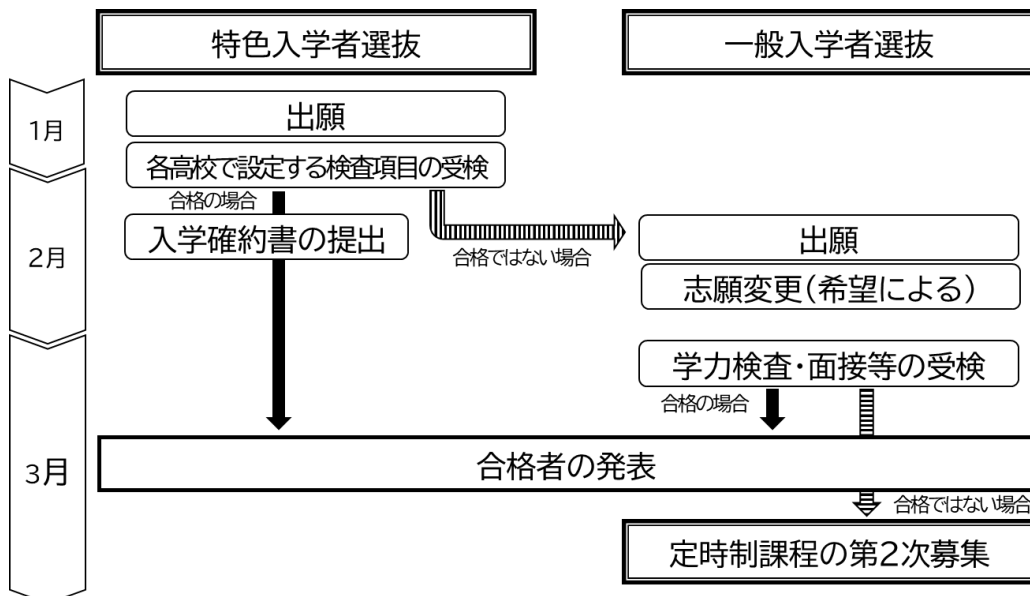 特色入学者選抜
一般入学者選抜
1月
出願
各高校で設定する検査項目の受検
合格の場合
2月
入学確約書の提出
合格ではない場合
出願
志願変更(希望による)
学力検査・面接等の受検
合格の場合
3月
合格者の発表
合格ではない場合
定時制課程の第2次募集